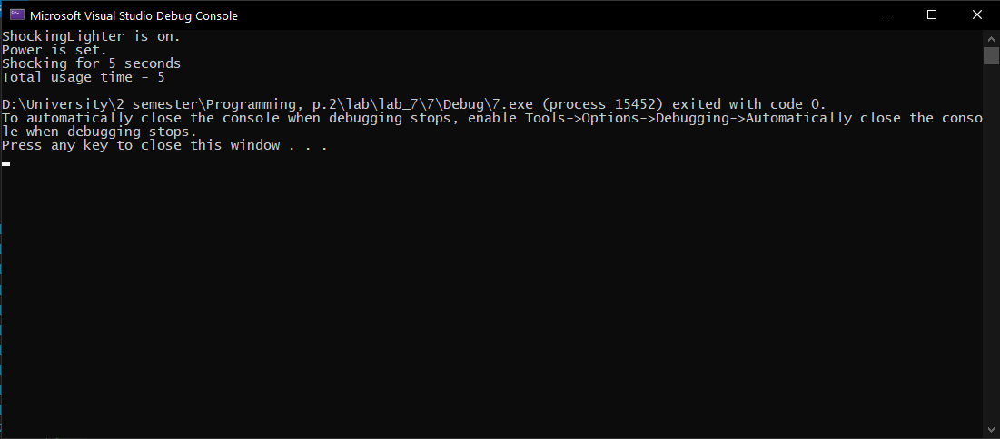 Microsoft Visual Studio Debug Console
ShockingLighter is on.
Power is set.
Shocking for 5 seconds
Total usage time - 5
D:\University\2 semester\Programming, p.2\lab\lab_7\7\Debug\7.exe (process 15452) exited with code 0.
To automatically close the console when debugging stops, enable Tools->Options->Debugging->Automatically close the conso
le when debugging stops.
Press any key to close this window . . .